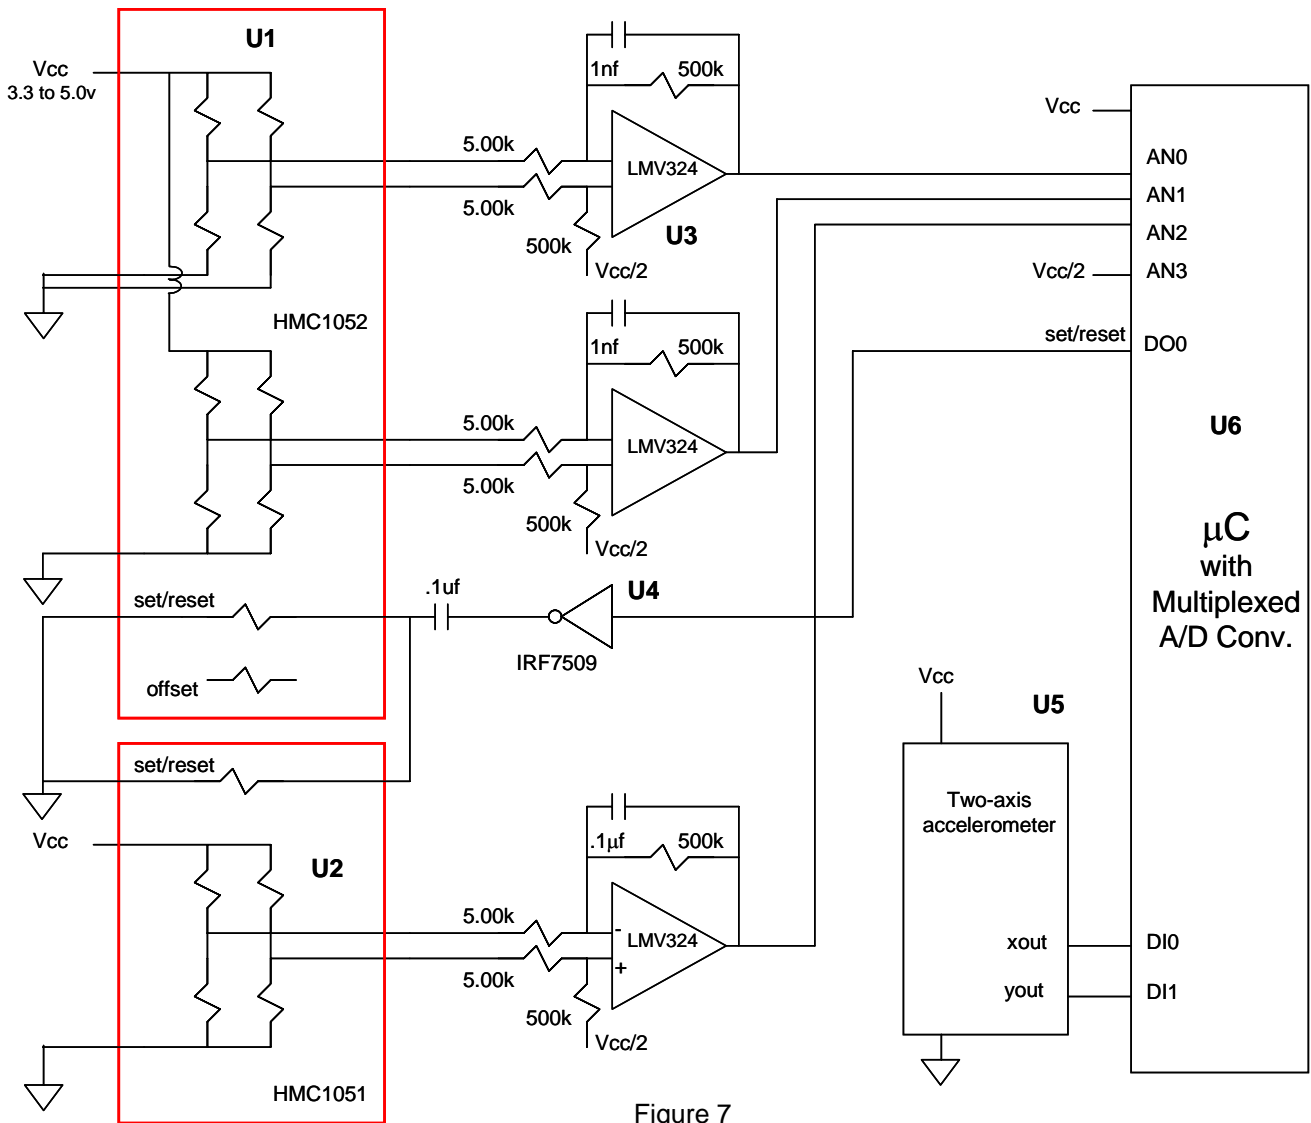 U1
Vcc
3.3 to 5.0v
1nf
500k
5.00k
LMV324
5.00k
U3
500k
Vcc/2
HMC1052
1nf
500k
5.00k
LMV324
5.00k
500k
Vcc/2
set/reset
.1uf
U4
IRF7509
offset
set/reset
Vcc
U2
.1µf
500k
5.00k
-
LMV324
+
5.00k
500k
Vcc/2
HMC1051
Vcc
AN0
AN1
AN2
Vcc/2
AN3
set/reset
DO0
U6
µC
with
Multiplexed
A/D Conv.
Vcc
U5
Two-axis
accelerometer
xout
DI0
yout
DI1
Figure 7